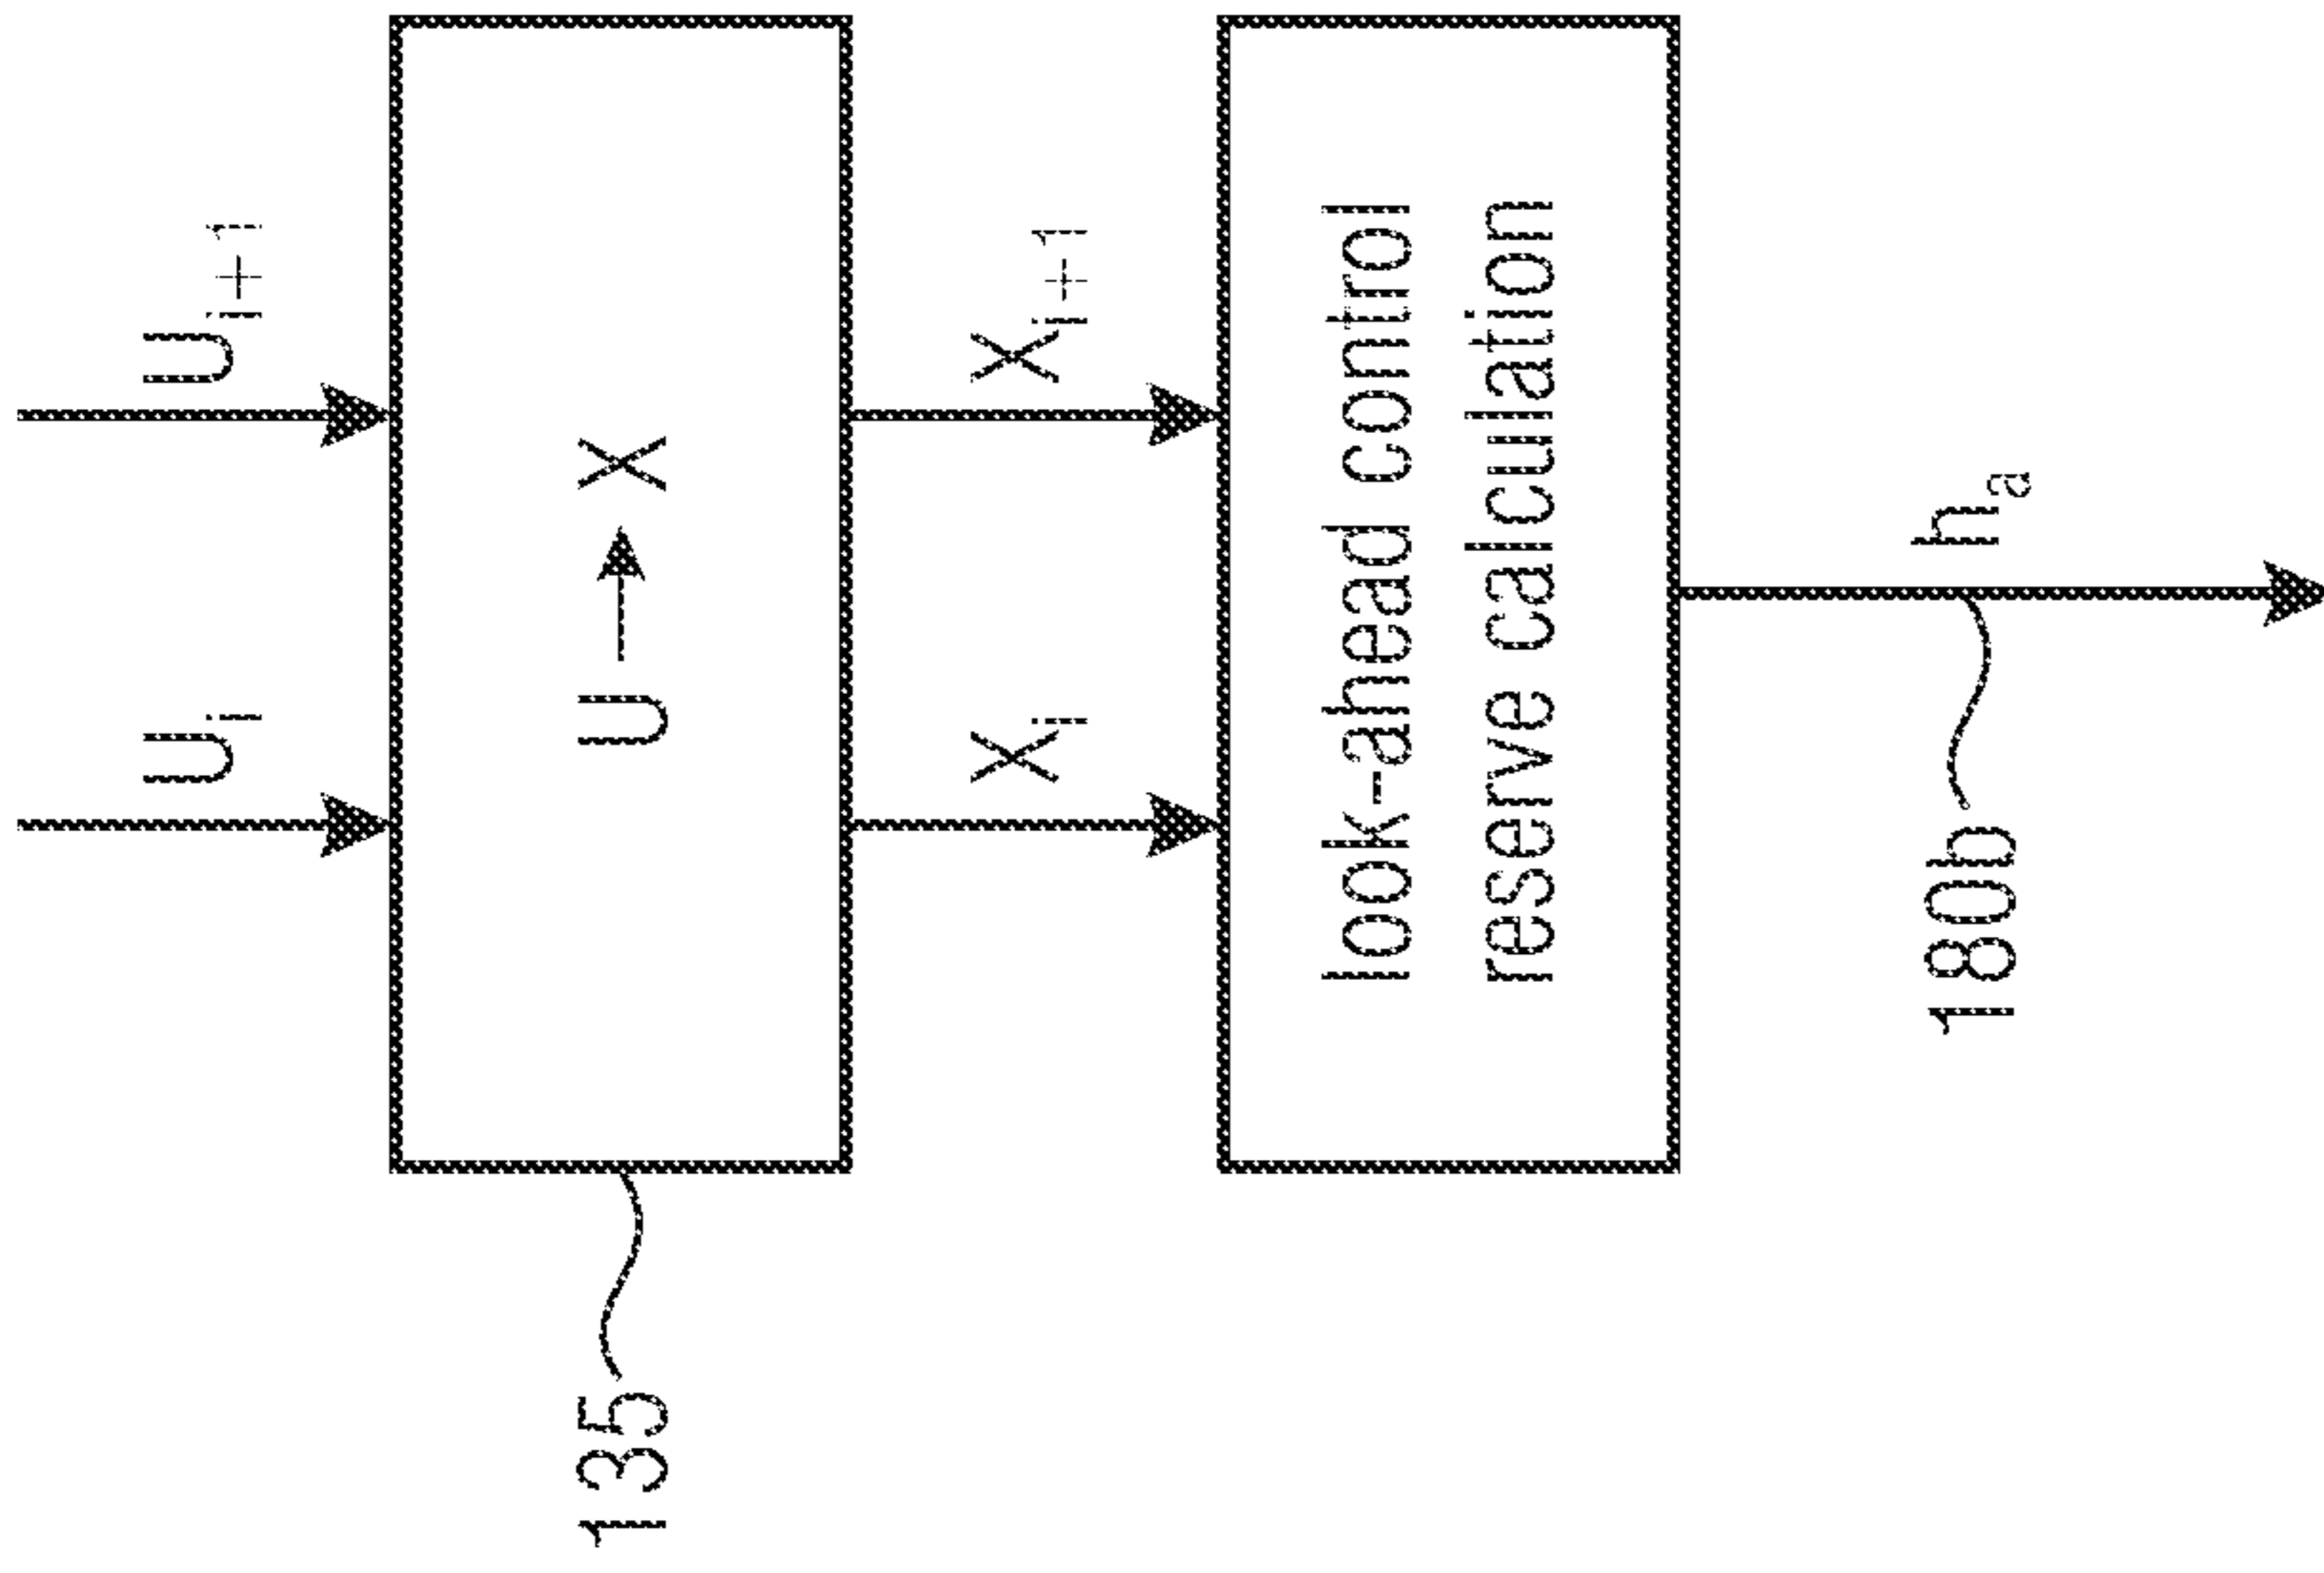 U_i
U_{i+1}
U → X
135
X_i
X_{i+1}
look-ahead control
reserve calculation
h_a
180b